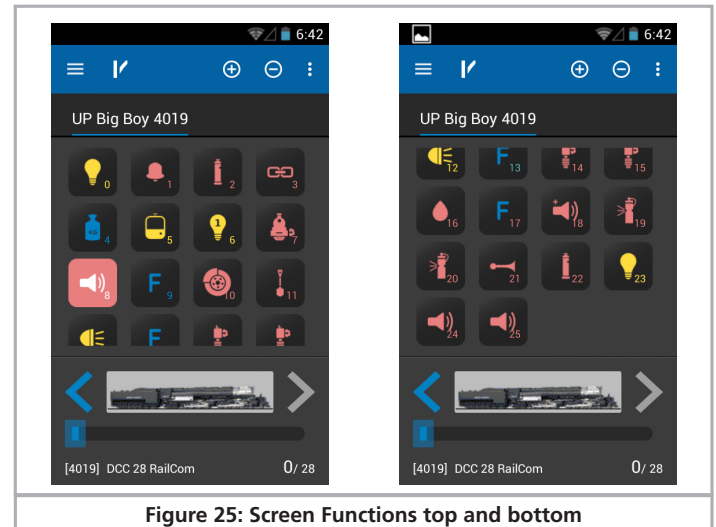 6:42
UP Big Boy 4019
0
1
2
3
4 KG
5
1 6
7
8
F 9
10
11
F
[4019] DCC 28 RailCom 0/ 28
6:42
UP Big Boy 4019
12
F 13
14
15
16
F 17
+ 18
19
20
21
22
23
24
25
[4019] DCC 28 RailCom 0/ 28
Figure 25: Screen Functions top and bottom